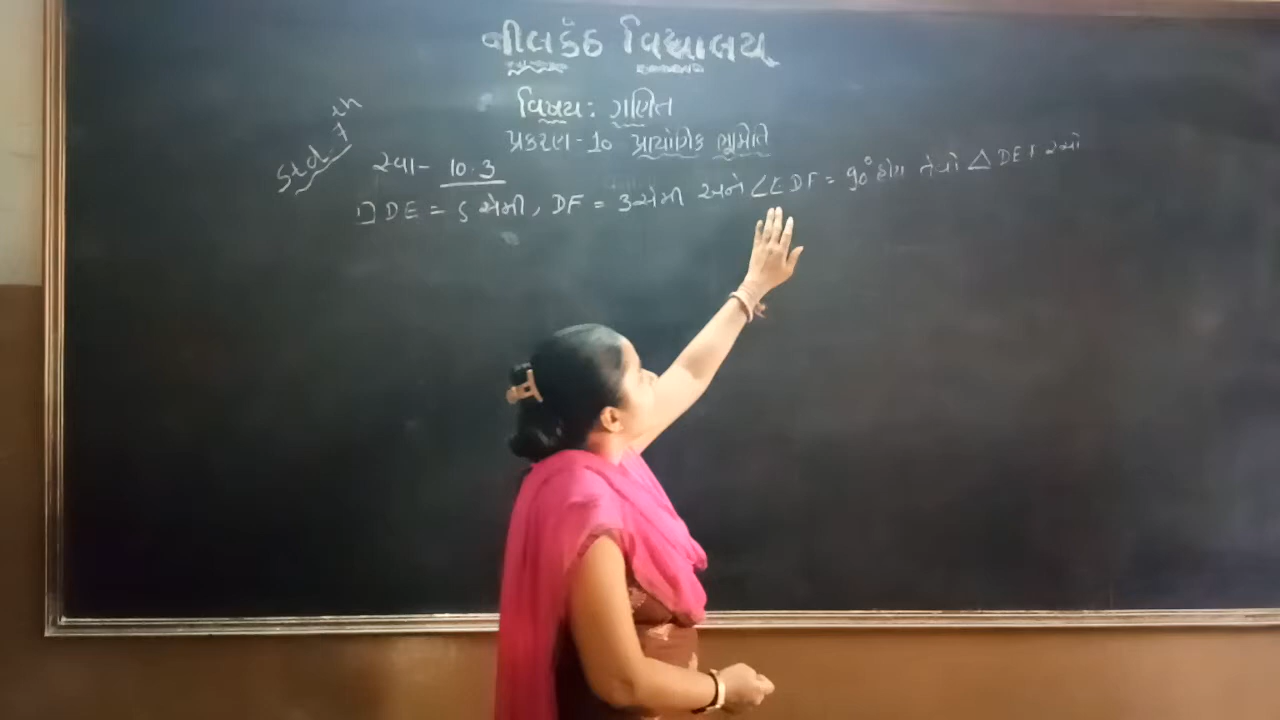 નીલકંઠ વિદ્યાલય
વિષય: ગણિત
પ્રકરણ-10 પ્રાયોગિક ભૂમિતિ
std. 7th
સ્વા- 10.3
1) DE = 5 સેમી, DF = 3 સેમી અને ∠EDF = 90° હોય તેવો △ DEF રચો